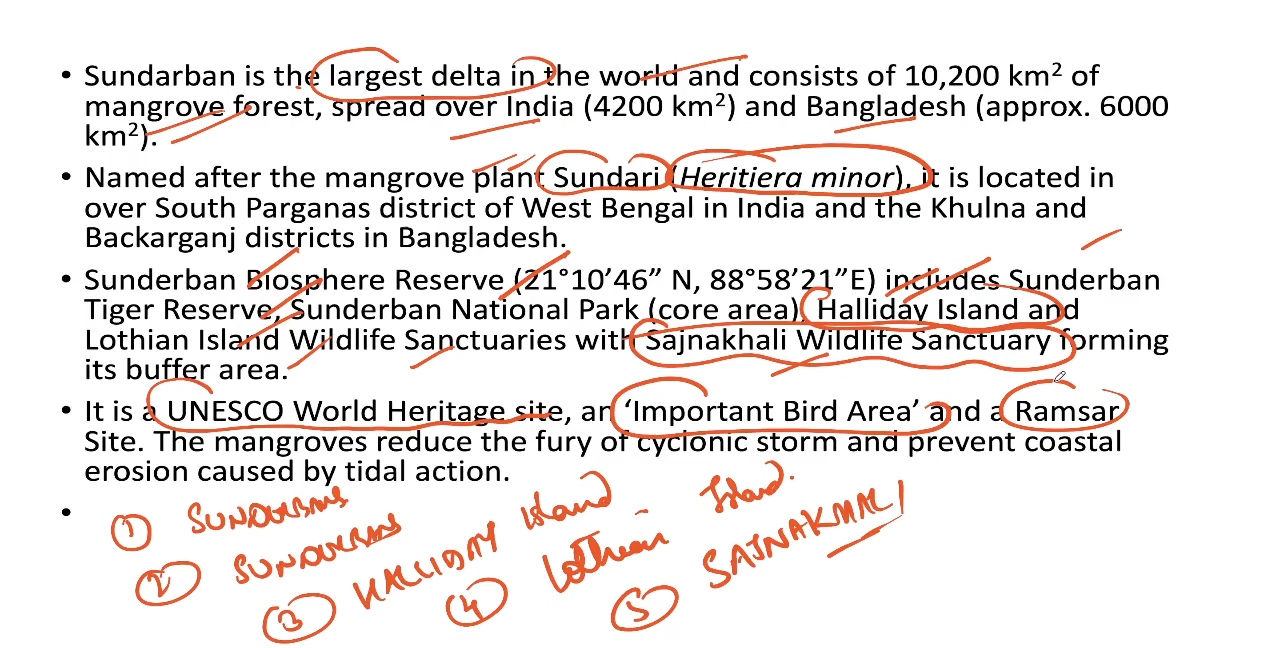 • Sundarban is the largest delta in the world and consists of 10,200 km² of
mangrove forest, spread over India (4200 km²) and Bangladesh (approx. 6000
km²).
• Named after the mangrove plant Sundari (Heritiera minor), it is located in
over South Parganas district of West Bengal in India and the Khulna and
Backarganj districts in Bangladesh.
• Sunderban Biosphere Reserve (21°10’46” N, 88°58’21”E) includes Sunderban
Tiger Reserve, Sunderban National Park (core area), Halliday Island and
Lothian Island Wildlife Sanctuaries with Sajnakhali Wildlife Sanctuary forming
its buffer area.
• It is a UNESCO World Heritage site, an ‘Important Bird Area’ and a Ramsar
Site. The mangroves reduce the fury of cyclonic storm and prevent coastal
erosion caused by tidal action.
•
① SUNDERBANS
② SUNDERBANS
③ HALLIDAY Island
④ Lothian Island.
⑤ SAJNAKHALI